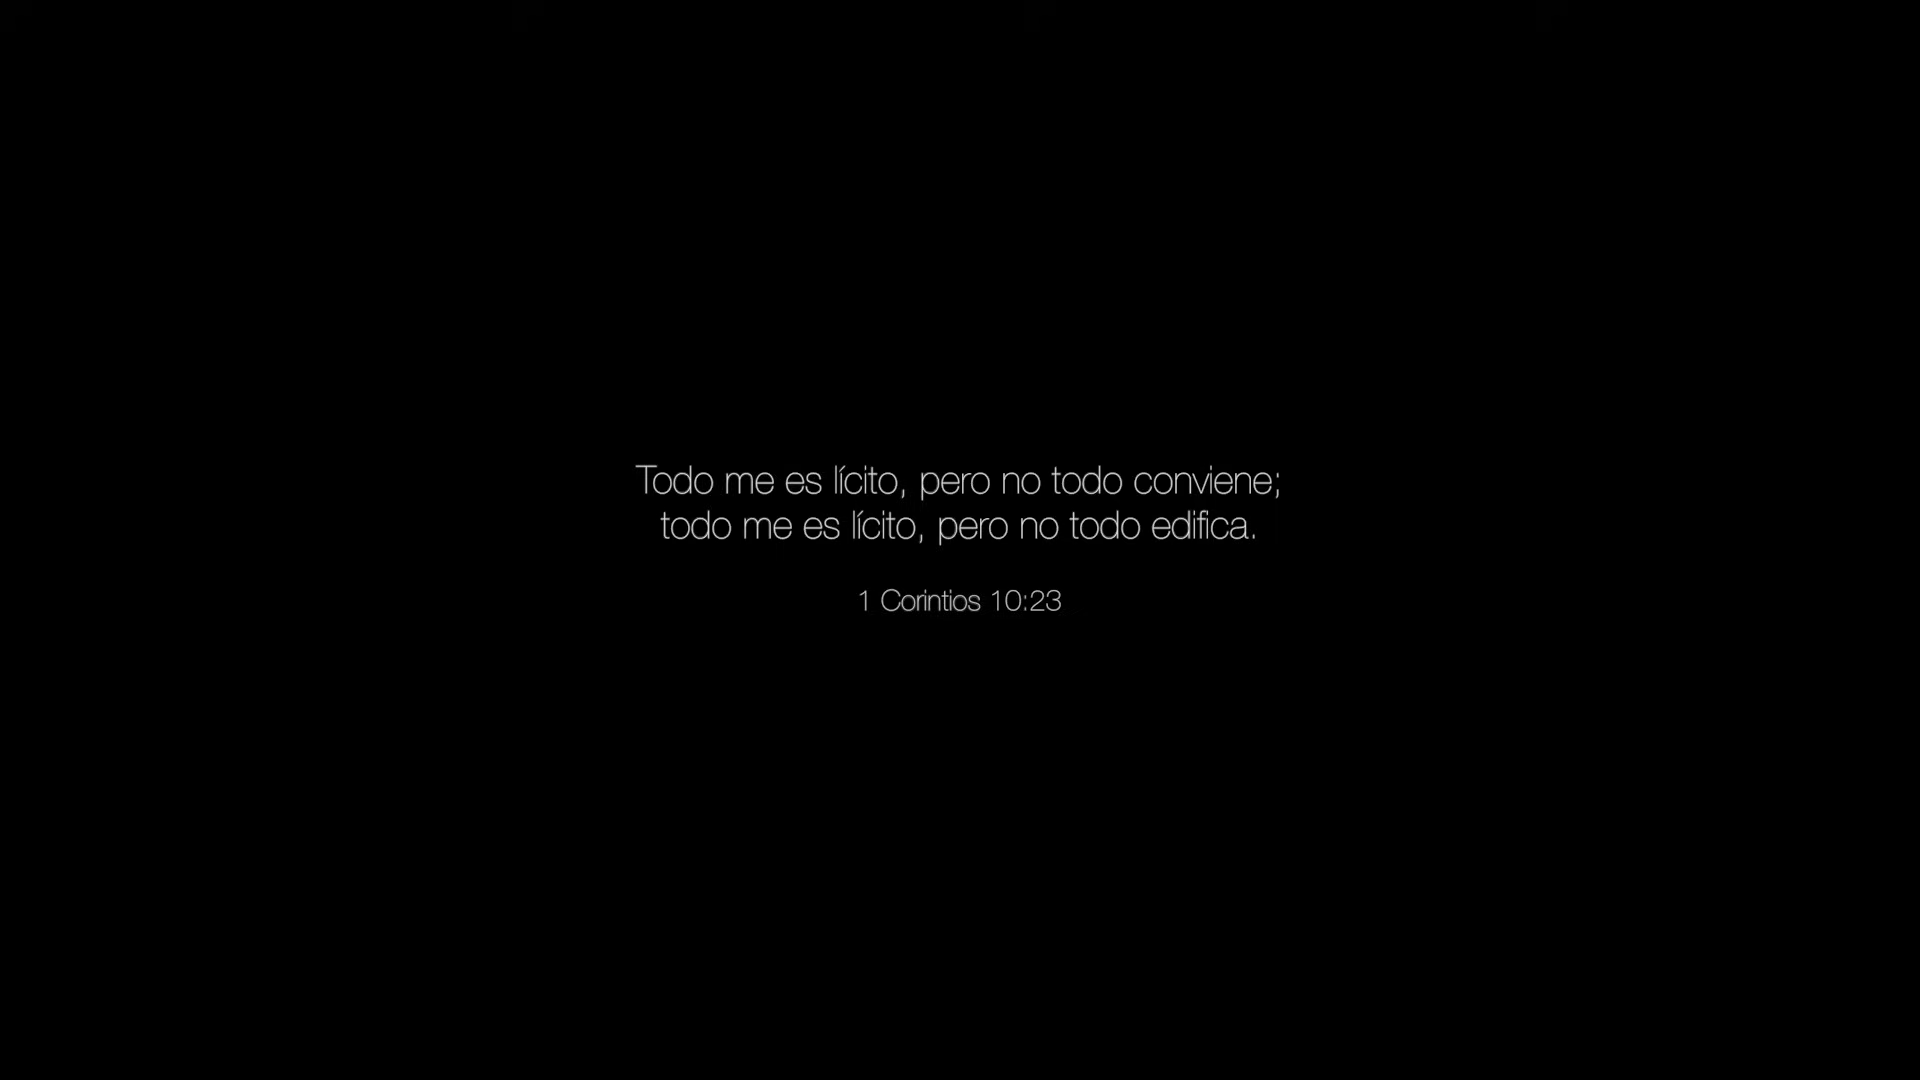 Todo me es lícito, pero no todo conviene;
todo me es lícito, pero no todo edifica.
1 Corintios 10:23